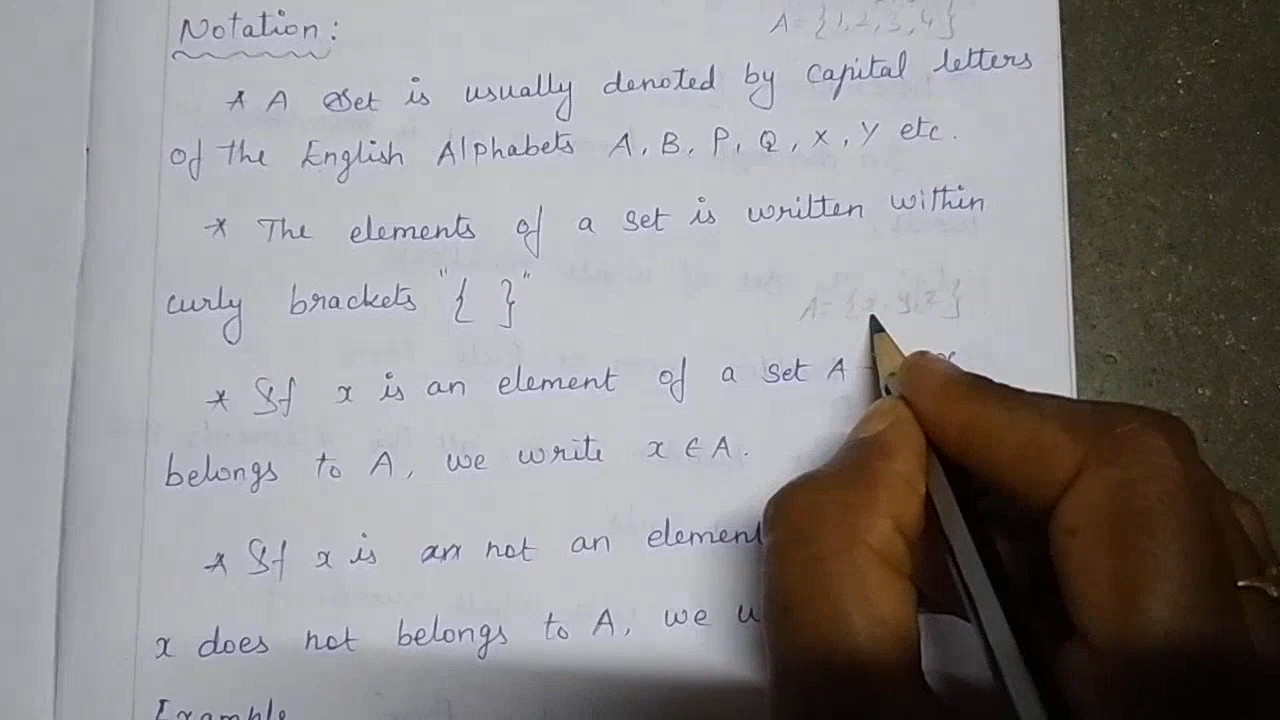 Notation:
A = {1, 2, 3, 4}
* A Set is usually denoted by capital letters
of the English Alphabets A, B, P, Q, X, Y etc.
* The elements of a set is written within
curly brackets "{ }"
A = {x, y, z}
* If x is an element of a set A
belongs to A, we write x ∈ A.
* If x is not an element
x does not belongs to A, we
Example